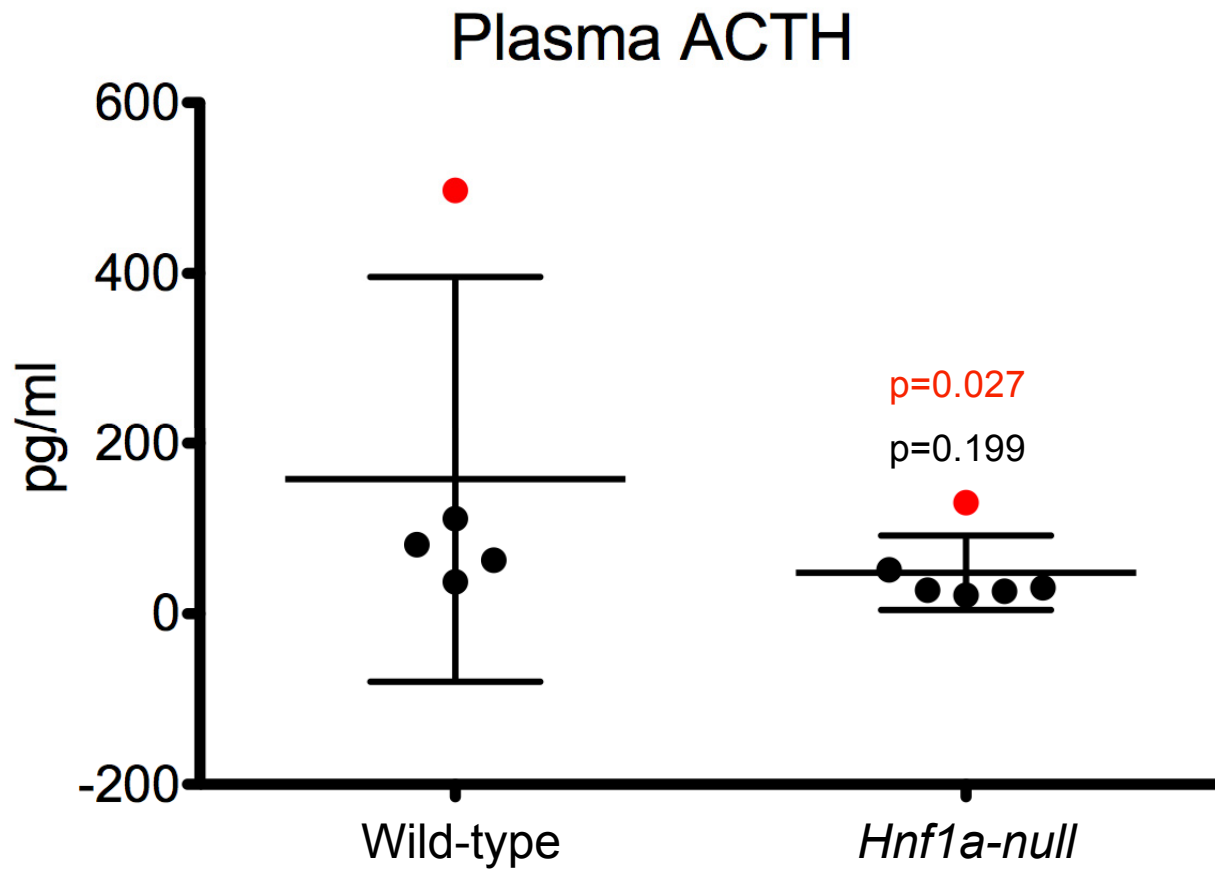 Plasma ACTH
600
400
200
0
-200
pg/ml
p=0.027
p=0.199
Wild-type
Hnf1a-null